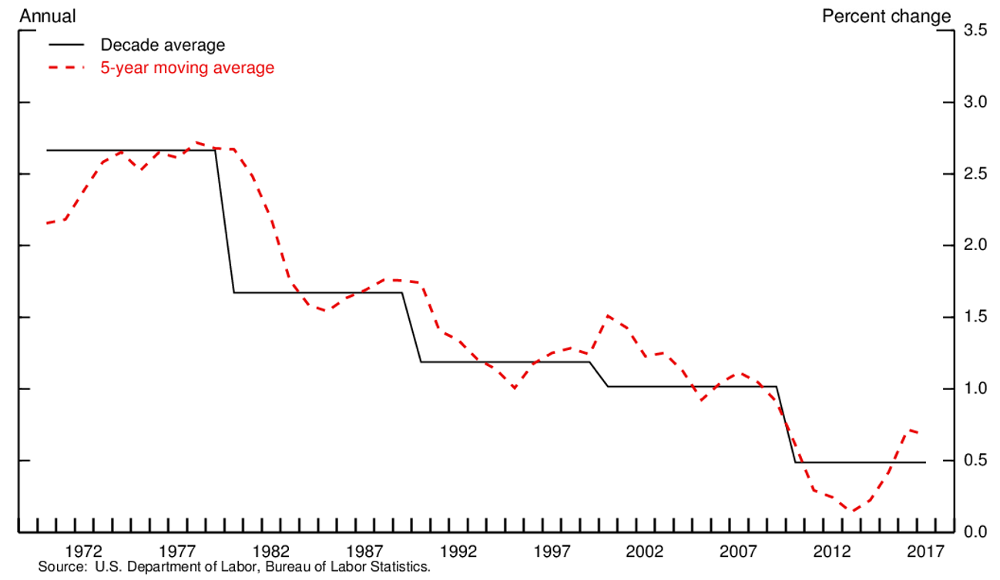 Annual
Percent change
Decade average
5-year moving average
3.5
3.0
2.5
2.0
1.5
1.0
0.5
0.0
1972 1977 1982 1987 1992 1997 2002 2007 2012 2017
Source: U.S. Department of Labor, Bureau of Labor Statistics.